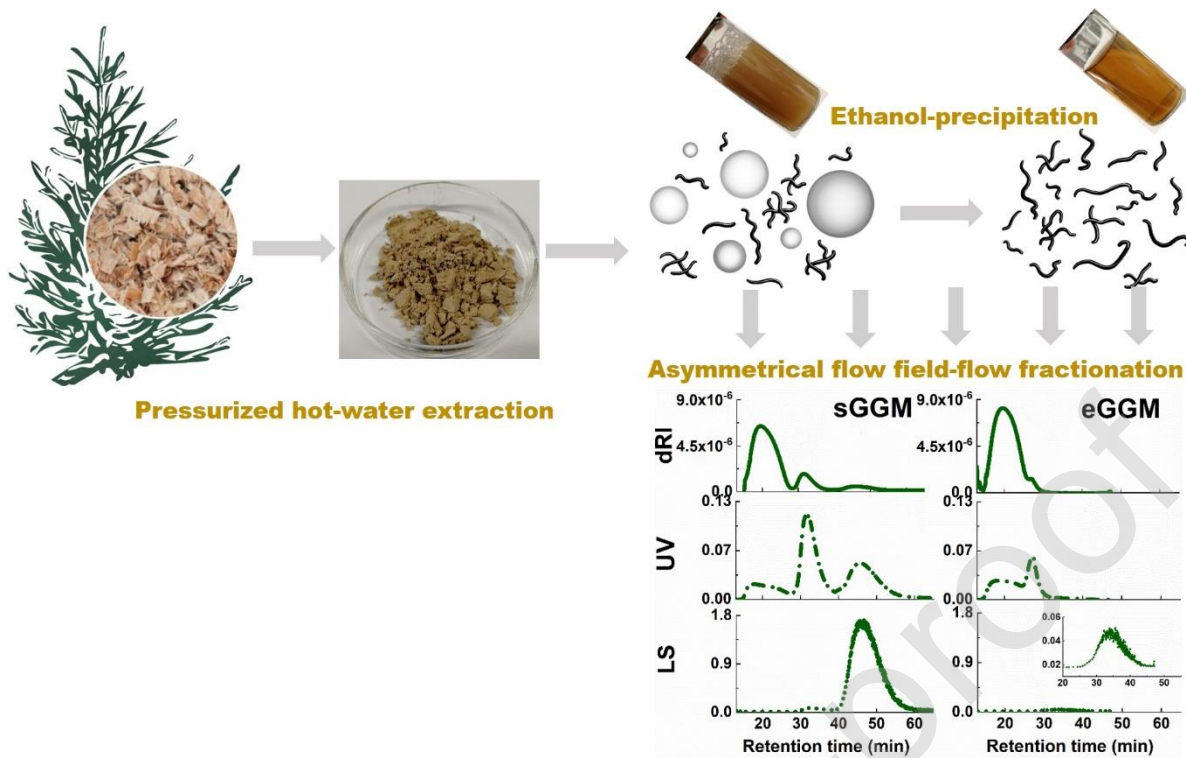 Ethanol-precipitation
Pressurized hot-water extraction
Asymmetrical flow field-flow fractionation
sGGM
eGGM
dRI
9.0x10⁻⁶
4.5x10⁻⁶
0.0
9.0x10⁻⁶
4.5x10⁻⁶
0.0
UV
0.13
0.07
0.00
0.13
0.07
0.00
LS
1.8
0.9
0.0
1.8
0.9
0.0
0.06
0.04
0.02
20 30 40 50
20 30 40 50 60
20 30 40 50 60
Retention time (min)
Retention time (min)
proof